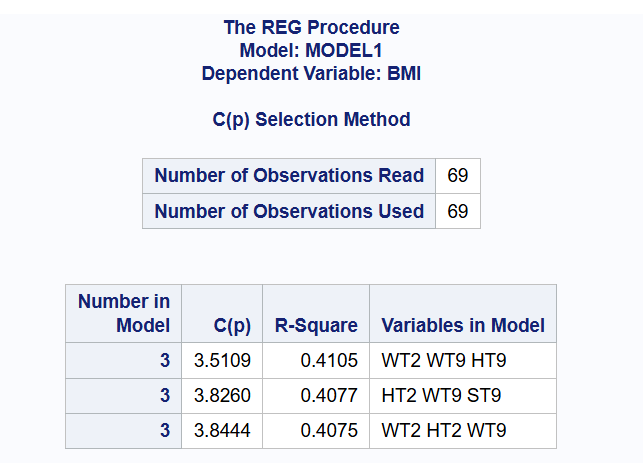 The REG Procedure
Model: MODEL1
Dependent Variable: BMI
C(p) Selection Method
Number of Observations Read 69
Number of Observations Used 69
Number in Model C(p) R-Square Variables in Model
3 3.5109 0.4105 WT2 WT9 HT9
3 3.8260 0.4077 HT2 WT9 ST9
3 3.8444 0.4075 WT2 HT2 WT9